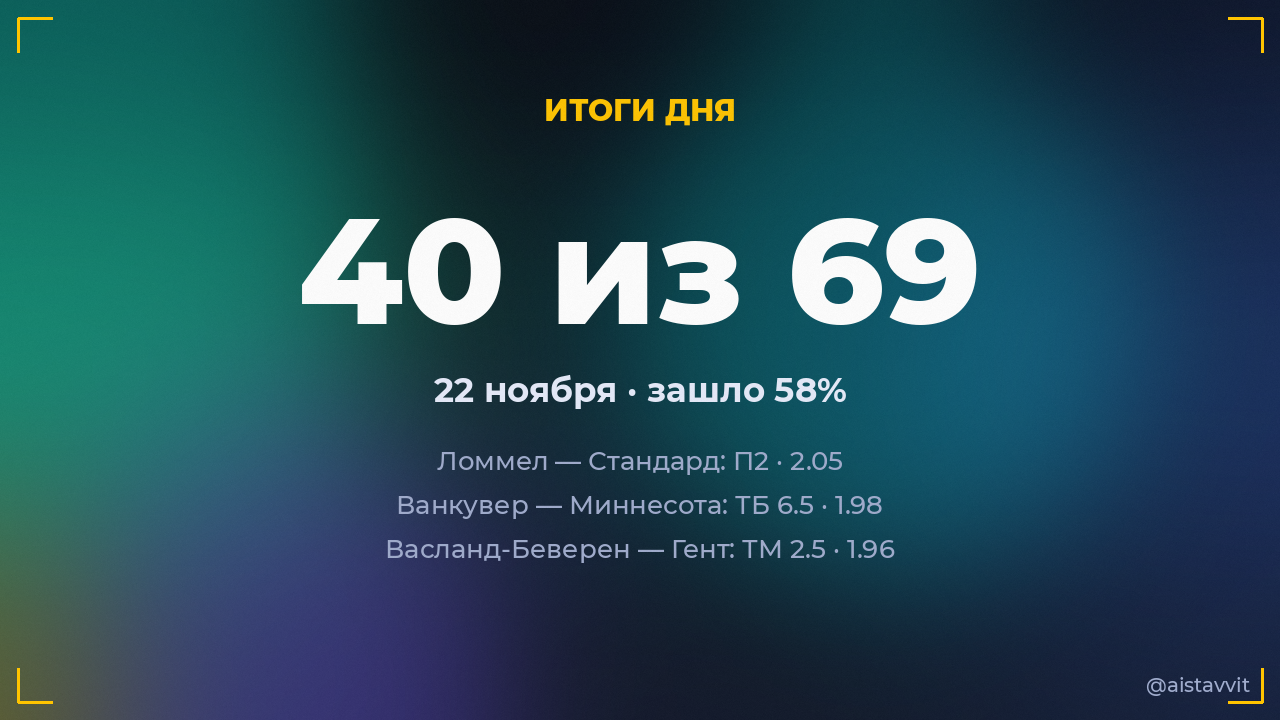 ИТОГИ ДНЯ
40 из 69
22 ноября · зашло 58%
Ломмел — Стандард: П2 · 2.05
Ванкувер — Миннесота: ТБ 6.5 · 1.98
Васланд-Беверен — Гент: ТМ 2.5 · 1.96
@aistavvit